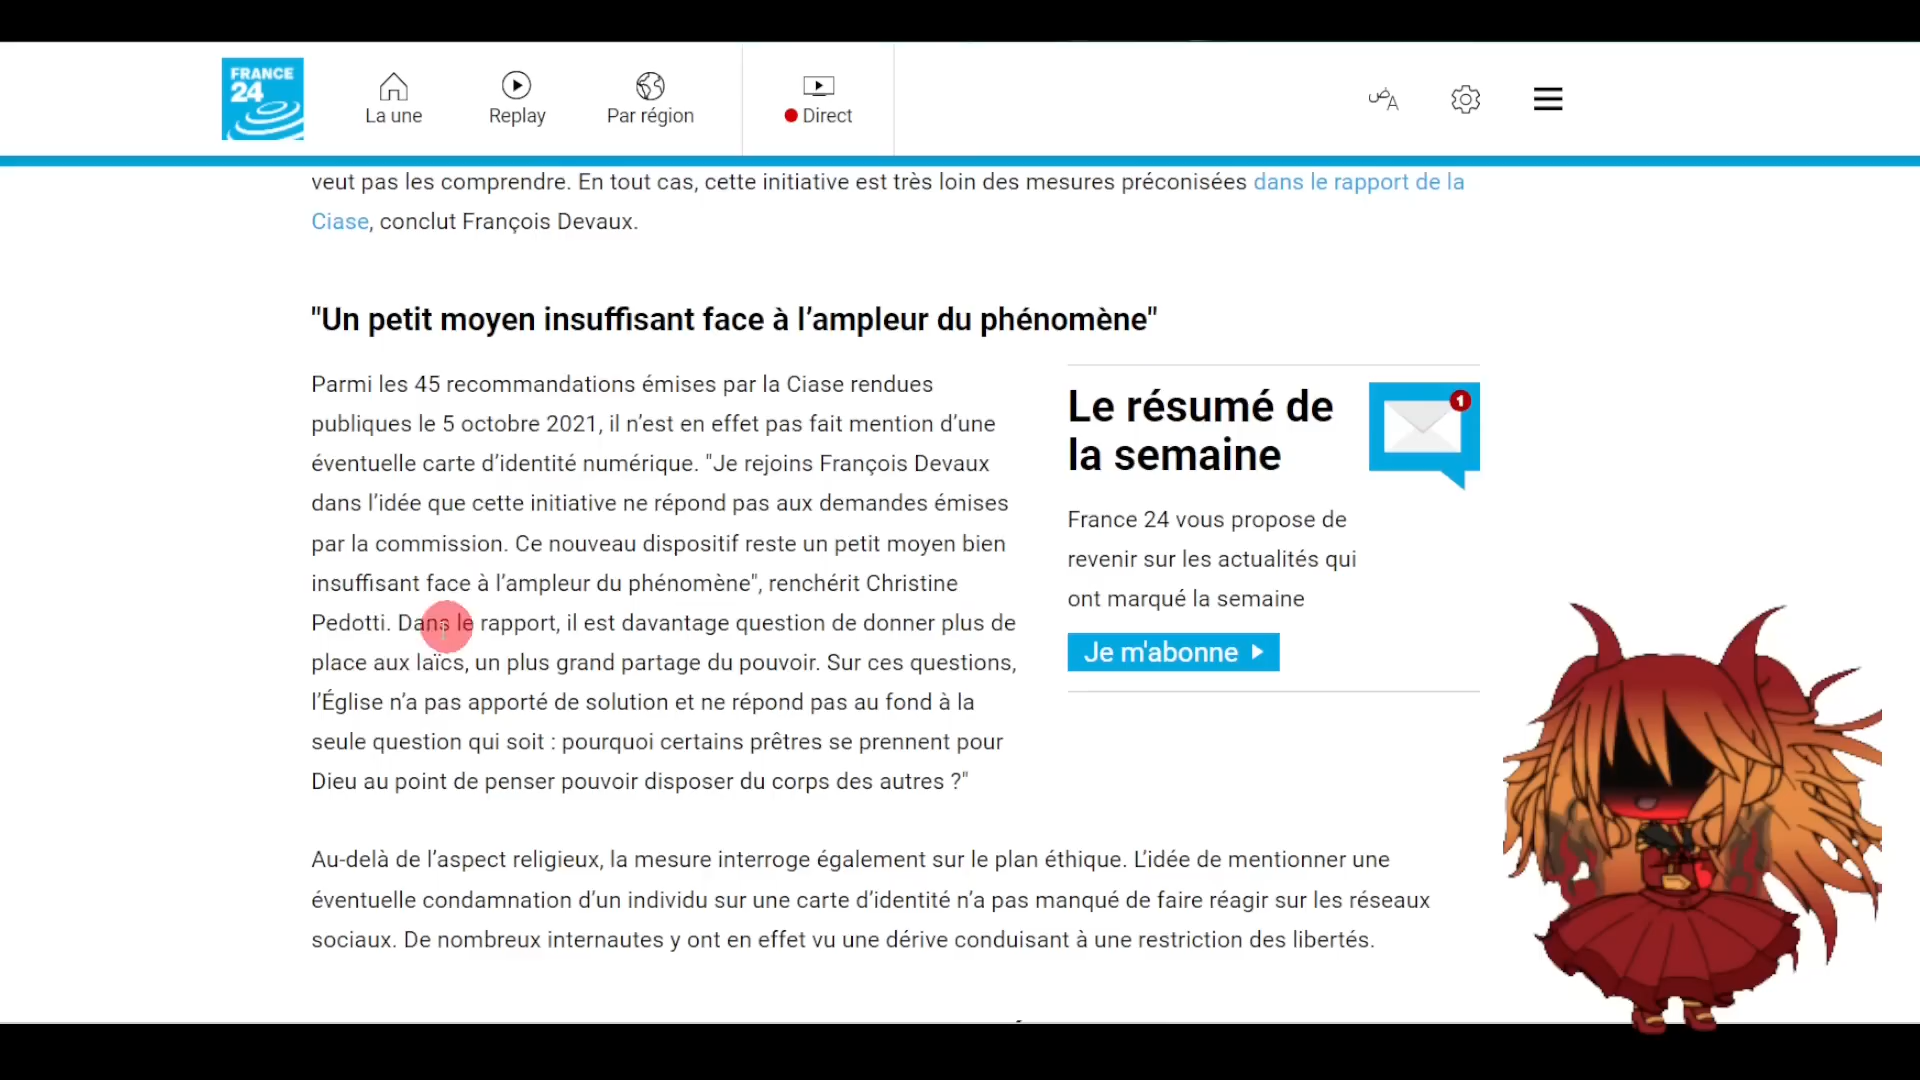 FRANCE
24
La une
Replay
Par région
Direct
ضA
veut pas les comprendre. En tout cas, cette initiative est très loin des mesures préconisées dans le rapport de la
Ciase, conclut François Devaux.
"Un petit moyen insuffisant face à l’ampleur du phénomène"
Parmi les 45 recommandations émises par la Ciase rendues
publiques le 5 octobre 2021, il n’est en effet pas fait mention d’une
éventuelle carte d’identité numérique. "Je rejoins François Devaux
dans l’idée que cette initiative ne répond pas aux demandes émises
par la commission. Ce nouveau dispositif reste un petit moyen bien
insuffisant face à l’ampleur du phénomène", renchérit Christine
Pedotti. Dans le rapport, il est davantage question de donner plus de
place aux laïcs, un plus grand partage du pouvoir. Sur ces questions,
l’Église n’a pas apporté de solution et ne répond pas au fond à la
seule question qui soit : pourquoi certains prêtres se prennent pour
Dieu au point de penser pouvoir disposer du corps des autres ?"
Le résumé de
la semaine
1
France 24 vous propose de
revenir sur les actualités qui
ont marqué la semaine
Je m'abonne
Au-delà de l’aspect religieux, la mesure interroge également sur le plan éthique. L’idée de mentionner une
éventuelle condamnation d’un individu sur une carte d’identité n’a pas manqué de faire réagir sur les réseaux
sociaux. De nombreux internautes y ont en effet vu une dérive conduisant à une restriction des libertés.